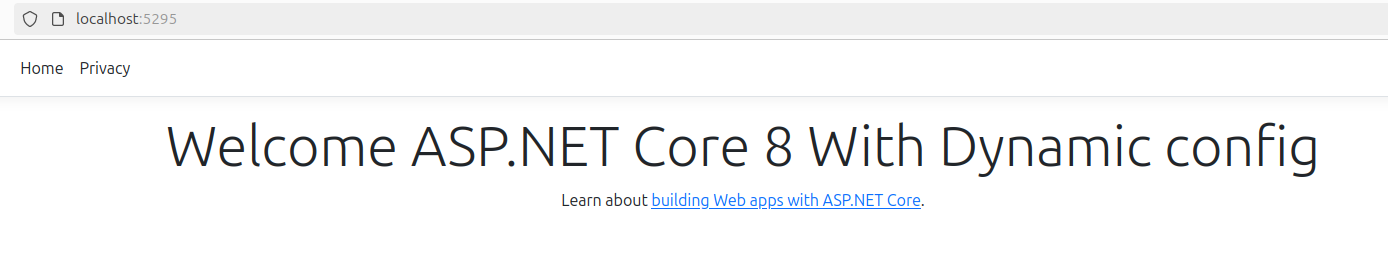 localhost:5295
Home Privacy
Welcome ASP.NET Core 8 With Dynamic config
Learn about building Web apps with ASP.NET Core.